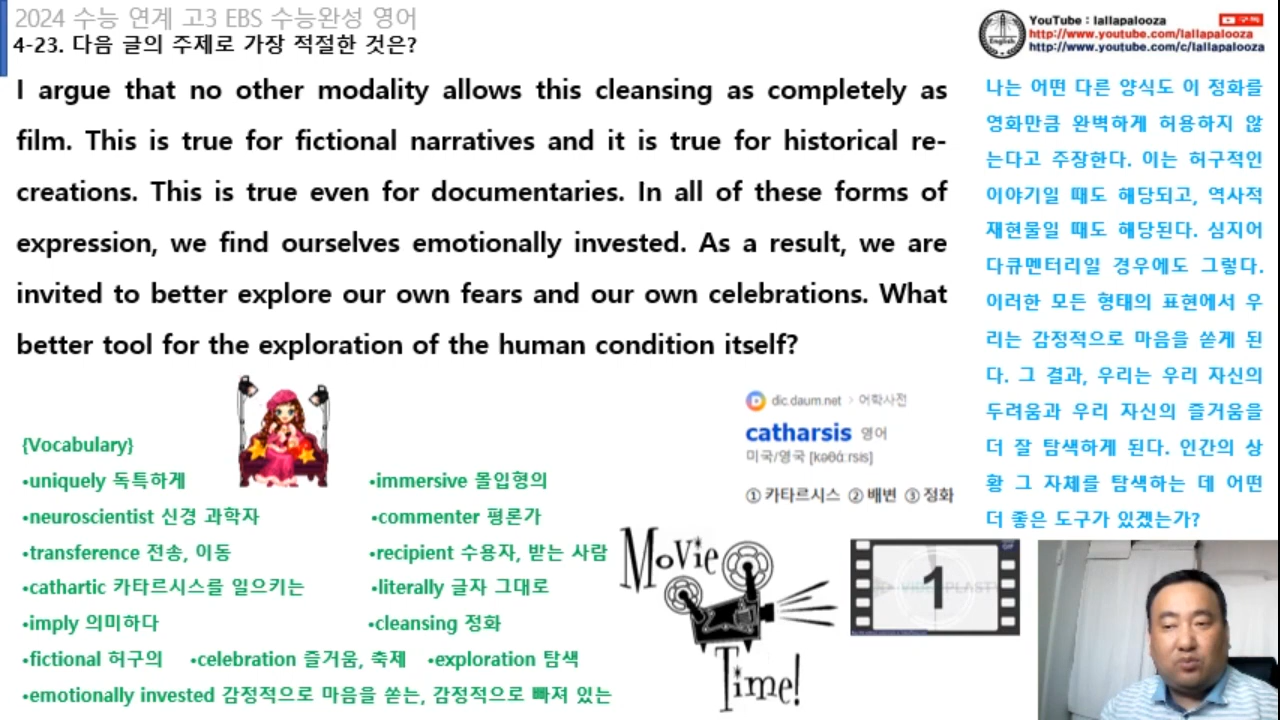 2024 수능 연계 고3 EBS 수능완성 영어
4-23. 다음 글의 주제로 가장 적절한 것은?
YouTube : lallapalooza
구독
http://www.youtube.com/lallapalooza
http://www.youtube.com/c/lallapalooza
English
I argue that no other modality allows this cleansing as completely as
film. This is true for fictional narratives and it is true for historical re-
creations. This is true even for documentaries. In all of these forms of
expression, we find ourselves emotionally invested. As a result, we are
invited to better explore our own fears and our own celebrations. What
better tool for the exploration of the human condition itself?
나는 어떤 다른 양식도 이 정화를
영화만큼 완벽하게 허용하지 않
는다고 주장한다. 이는 허구적인
이야기일 때도 해당되고, 역사적
재현물일 때도 해당된다. 심지어
다큐멘터리일 경우에도 그렇다.
이러한 모든 형태의 표현에서 우
리는 감정적으로 마음을 쏟게 된
다. 그 결과, 우리는 우리 자신의
두려움과 우리 자신의 즐거움을
더 잘 탐색하게 된다. 인간의 상
황 그 자체를 탐색하는 데 어떤
더 좋은 도구가 있겠는가?
{Vocabulary}
•uniquely 독특하게
•immersive 몰입형의
•neuroscientist 신경 과학자
•commenter 평론가
•transference 전송, 이동
•recipient 수용자, 받는 사람
•cathartic 카타르시스를 일으키는
•literally 글자 그대로
•imply 의미하다
•cleansing 정화
•fictional 허구의 •celebration 즐거움, 축제 •exploration 탐색
•emotionally invested 감정적으로 마음을 쏟는, 감정적으로 빠져 있는
dic.daum.net > 어학사전
catharsis 영어
미국/영국 [kəθɑ́ːrsis]
① 카타르시스 ② 배변 ③ 정화
MoVie
Time!
1